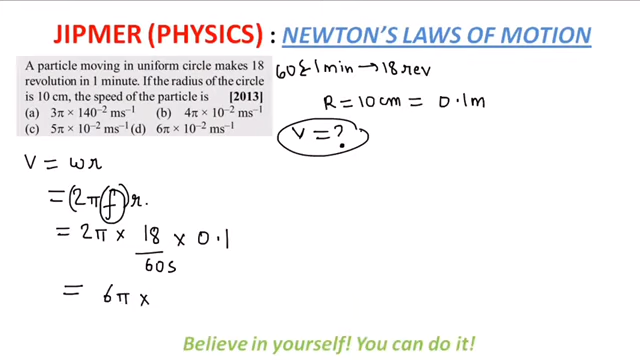 JIPMER (PHYSICS) : NEWTON'S LAWS OF MOTION
A particle moving in uniform circle makes 18
revolution in 1 minute. If the radius of the circle
is 10 cm, the speed of the particle is [2013]
(a) 3π × 140⁻² ms⁻¹ (b) 4π × 10⁻² ms⁻¹
(c) 5π × 10⁻² ms⁻¹ (d) 6π × 10⁻² ms⁻¹
60S 1 min → 18 rev
R = 10cm = 0.1m
V = ?
V = ωr
= (2π f) r.
= 2π × 18/60s × 0.1
= 6π ×
Believe in yourself! You can do it!